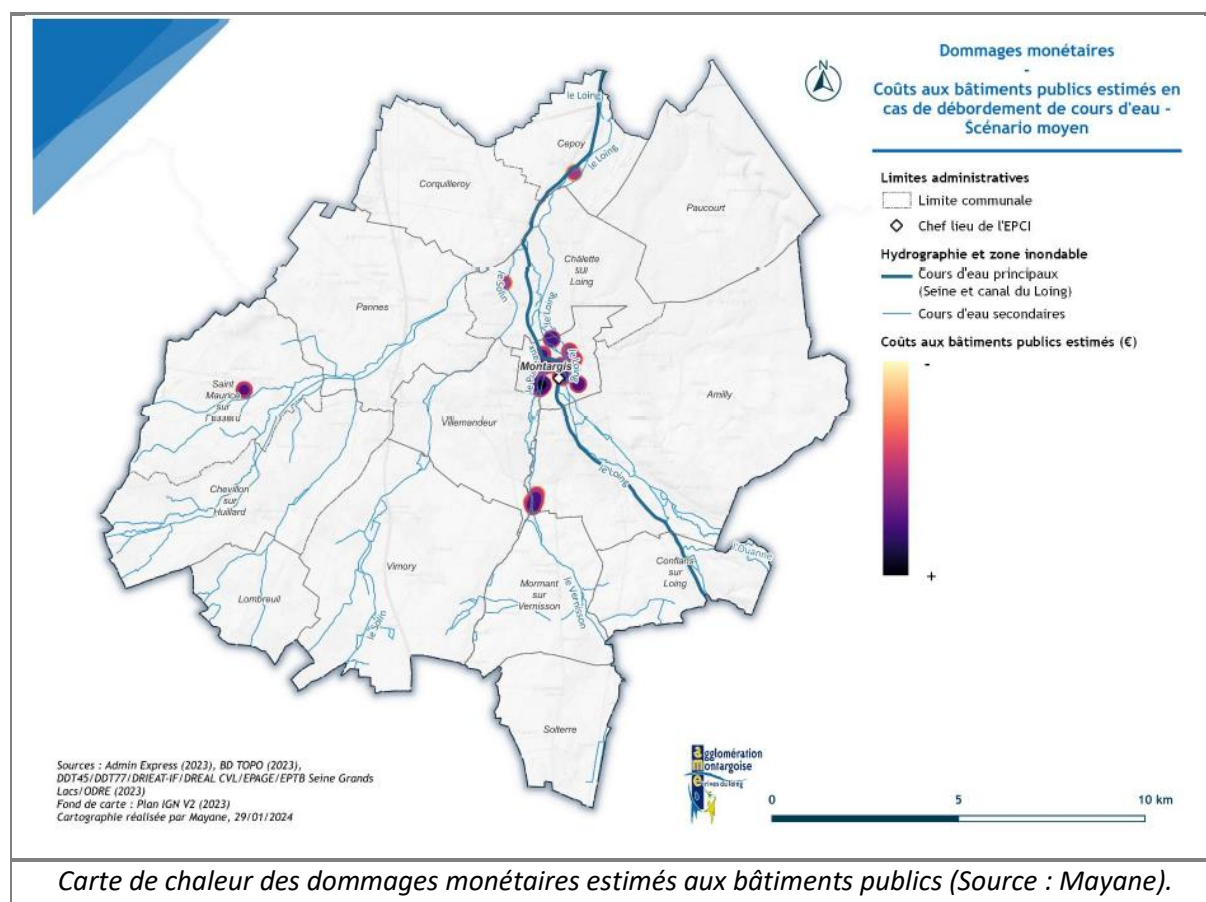 Dommages monétaires
-
Coûts aux bâtiments publics estimés en
cas de débordement de cours d'eau -
Scénario moyen
Limites administratives
Limite communale
Chef lieu de l'EPCI
Hydrographie et zone inondable
Cours d'eau principaux
(Seine et canal du Loing)
Cours d'eau secondaires
Coûts aux bâtiments publics estimés (€)
-
+
N
le Loing
Cepoy
le Loing
Corquilleroy
Paucourt
Châlette
sur
Loing
le Solin
Pannes
le Loing
Montargis
Amilly
Saint
Maurice
sur
Villemandeur
le Loing
Chevillon
sur
Huillard
l'Ouanne
Vimory
Conflans
sur
Loing
Lombreuil
Mormant
sur
Vernisson
le Vernisson
le Solin
Solterre
Sources : Admin Express (2023), BD TOPO (2023),
DDT45/DDT77/DRIEAT-IF/DREAL CVL/EPAGE/EPTB Seine Grands
Lacs/ODRE (2023)
Fond de carte : Plan IGN V2 (2023)
Cartographie réalisée par Mayane, 29/01/2024
agglomération
montargoise
et rives du loing
0 5 10 km
Carte de chaleur des dommages monétaires estimés aux bâtiments publics (Source : Mayane).